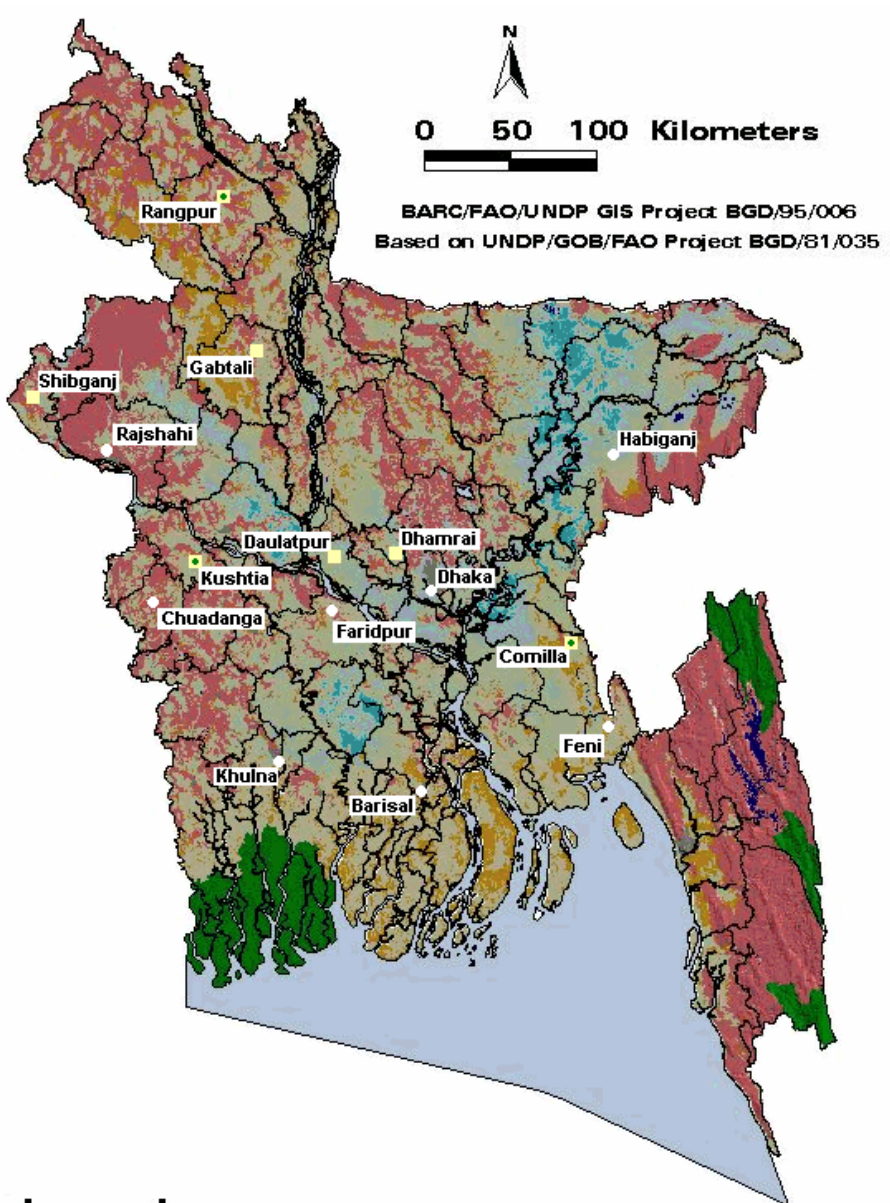 N
0 50 100 Kilometers
BARC/FAO/UNDP GIS Project BGD/95/006
Based on UNDP/GOB/FAO Project BGD/81/035
Rangpur
Gabtali
Shibganj
Rajshahi
Habiganj
Daulatpur
Dhamrai
Kushtia
Dhaka
Chuadanga
Faridpur
Comilla
Feni
Khulna
Barisal